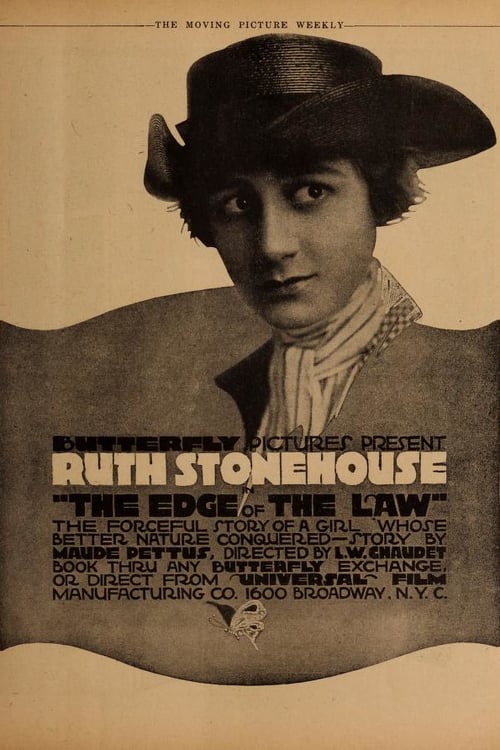 THE MOVING PICTURE WEEKLY
BUTTERFLY PICTURES PRESENT
RUTH STONEHOUSE
IN
"THE EDGE OF THE LAW"
THE FORCEFUL STORY OF A GIRL WHOSE
BETTER NATURE CONQUERED—STORY BY
MAUDE PETTUS, DIRECTED BY L.W. CHAUDET
BOOK THRU ANY BUTTERFLY EXCHANGE,
OR DIRECT FROM UNIVERSAL FILM
MANUFACTURING CO. 1600 BROADWAY, N.Y.C.